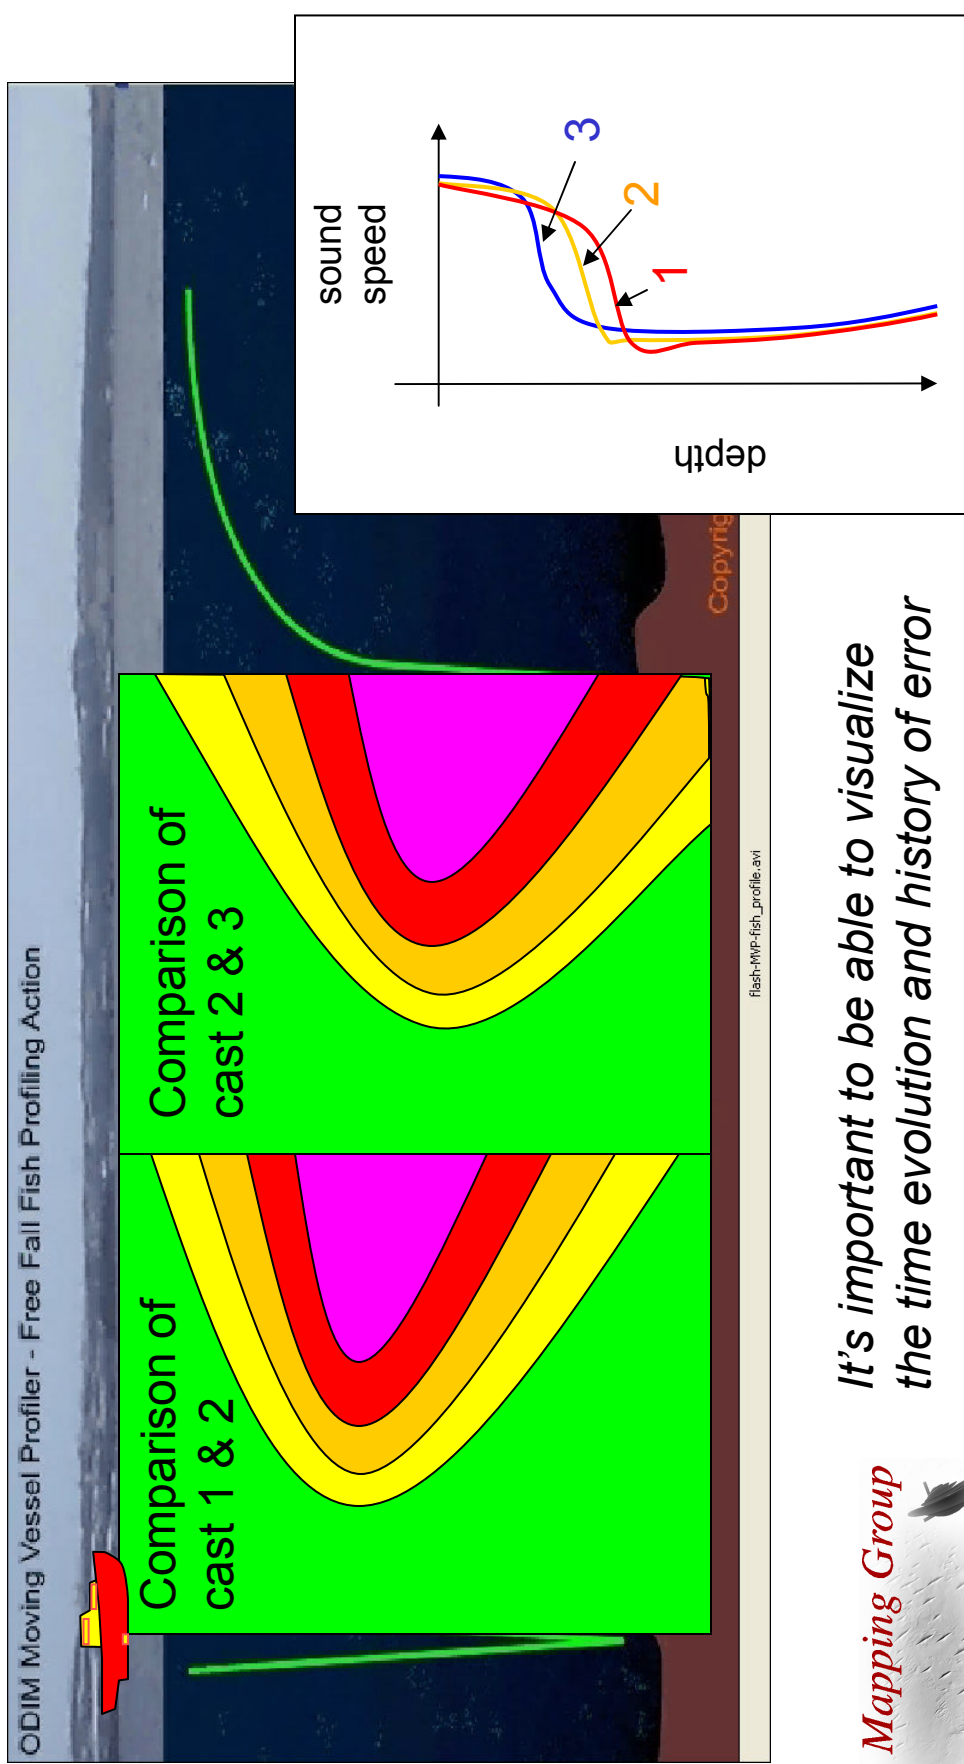 ODIM Moving Vessel Profiler - Free Fall Fish Profiling Action
Comparison of
cast 1 & 2
Comparison of
cast 2 & 3
sound
speed
3
2
1
depth
Copyrig
flash-MVP-fish_profile.avi
It's important to be able to visualize
the time evolution and history of error
Mapping Group